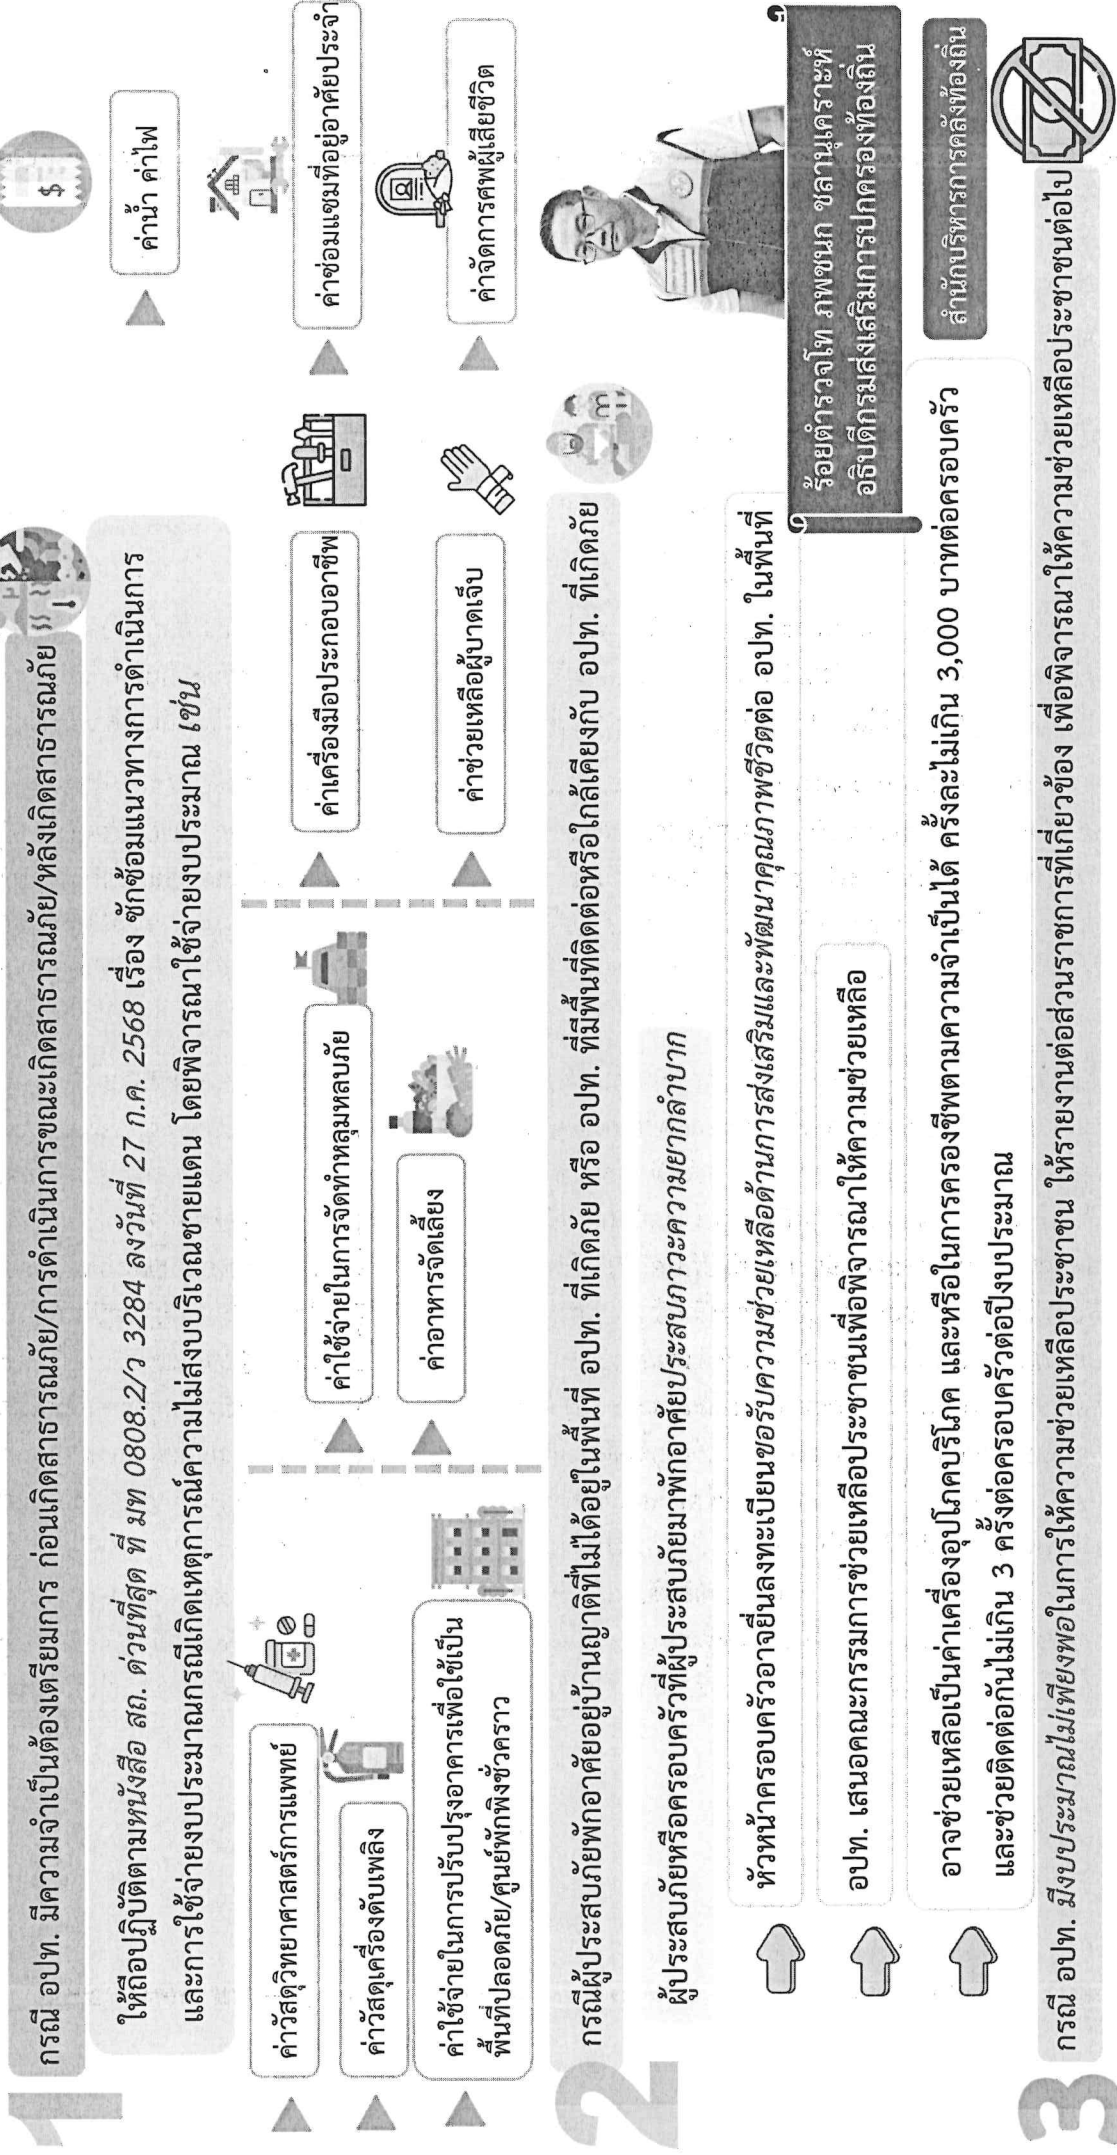 1
กรณี อปท. มีความจำเป็นต้องเตรียมการ ก่อนเกิดสาธารณภัย/การดำเนินการขณะเกิดสาธารณภัย/หลังเกิดสาธารณภัย
ให้ถือปฏิบัติตามหนังสือ สถ. ด่วนที่สุด ที่ มท 0808.2/ว 3284 ลงวันที่ 27 ก.ค. 2568 เรื่อง ซักซ้อมแนวทางการดำเนินการ
และการใช้จ่ายงบประมาณกรณีเกิดเหตุการณ์ความไม่สงบบริเวณชายแดน โดยพิจารณาใช้จ่ายงบประมาณ เช่น
ค่าวัสดุวิทยาศาสตร์การแพทย์
ค่าวัสดุเครื่องดับเพลิง
ค่าใช้จ่ายในการปรับปรุงอาคารเพื่อใช้เป็น
พื้นที่ปลอดภัย/ศูนย์พักพิงชั่วคราว
ค่าใช้จ่ายในการจัดทำหลุมหลบภัย
ค่าอาหารจัดเลี้ยง
ค่าเครื่องมือประกอบอาชีพ
ค่าช่วยเหลือผู้บาดเจ็บ
$
ค่าน้ำ ค่าไฟ
ค่าซ่อมแซมที่อยู่อาศัยประจำ
ค่าจัดการศพผู้เสียชีวิต
2
กรณีผู้ประสบภัยพักอาศัยอยู่บ้านญาติที่ไม่ได้อยู่ในพื้นที่ อปท. ที่เกิดภัย หรือ อปท. ที่มีพื้นที่ติดต่อหรือใกล้เคียงกับ อปท. ที่เกิดภัย
ผู้ประสบภัยหรือครอบครัวที่ผู้ประสบภัยมาพักอาศัยประสบภาวะความยากลำบาก
หัวหน้าครอบครัวอาจยื่นลงทะเบียนขอรับความช่วยเหลือด้านการส่งเสริมและพัฒนาคุณภาพชีวิตต่อ อปท. ในพื้นที่
อปท. เสนอคณะกรรมการช่วยเหลือประชาชนเพื่อพิจารณาให้ความช่วยเหลือ
อาจช่วยเหลือเป็นค่าเครื่องอุปโภคบริโภค และหรือในการครองชีพตามความจำเป็นได้ ครั้งละไม่เกิน 3,000 บาทต่อครอบครัว
และช่วยติดต่อกันไม่เกิน 3 ครั้งต่อครอบครัวต่อปีงบประมาณ
ร้อยตำรวจโท ภพชนก ชลานุเคราะห์
อธิบดีกรมส่งเสริมการปกครองท้องถิ่น
สำนักบริหารการคลังท้องถิ่น
3
กรณี อปท. มีงบประมาณไม่เพียงพอในการให้ความช่วยเหลือประชาชน ให้รายงานต่อส่วนราชการที่เกี่ยวข้อง เพื่อพิจารณาให้ความช่วยเหลือประชาชนต่อไป